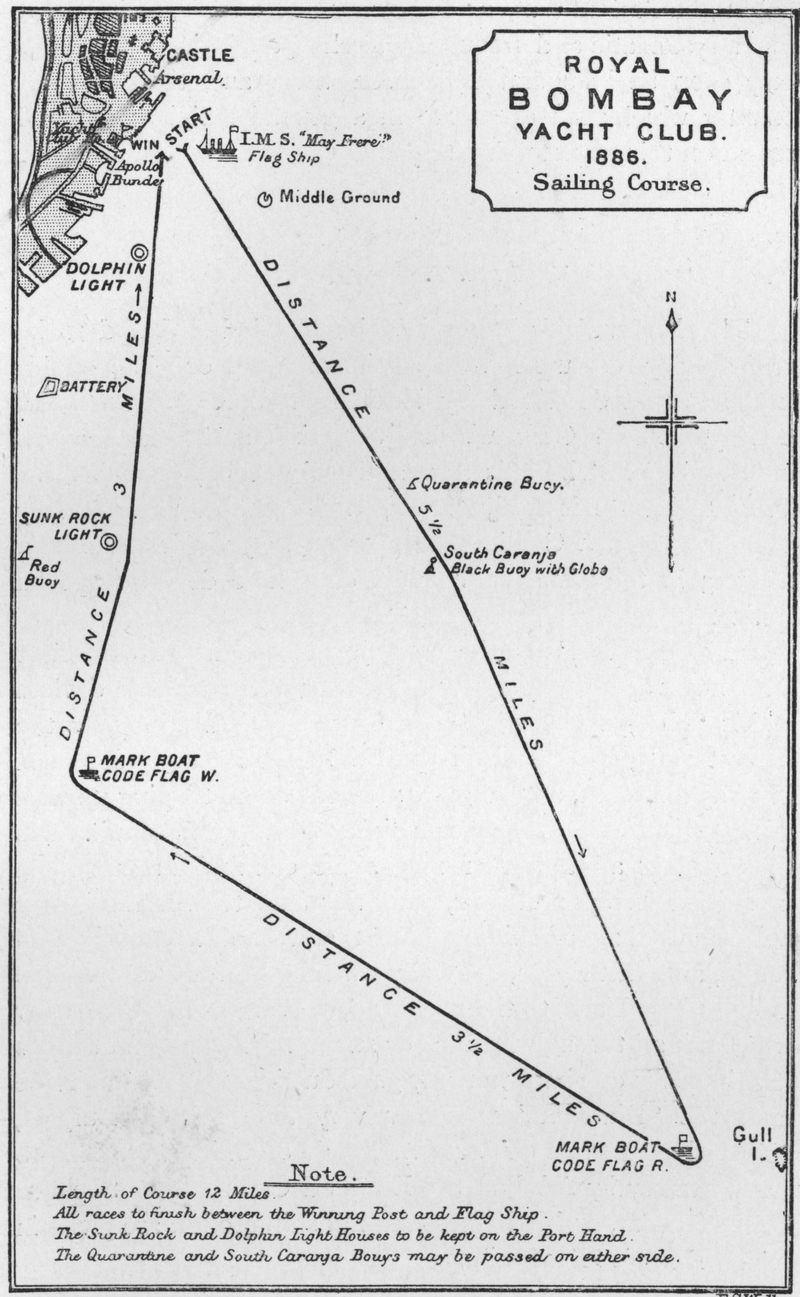 ROYAL
BOMBAY
YACHT CLUB.
1886.
Sailing Course.
CASTLE
Arsenal.
Yacht
Club
WIN
START
I.M.S. "May Frere"
Flag Ship
Apollo
Bunder
Middle Ground
DOLPHIN
LIGHT
DISTANCE
MILES
N
BATTERY
3
Quarantine Buoy.
5 1/2
SUNK ROCK
LIGHT
Red
Buoy
South Caranja
Black Buoy with Globe
DISTANCE
MILES
MARK BOAT
CODE FLAG W.
DISTANCE
3 1/2
MILES
MARK BOAT
CODE FLAG R.
Gull
I.
Note.
Length of Course 12 Miles.
All races to finish between the Winning Post and Flag Ship.
The Sunk Rock and Dolphin Light Houses to be kept on the Port Hand.
The Quarantine and South Caranja Bouys may be passed on either side.